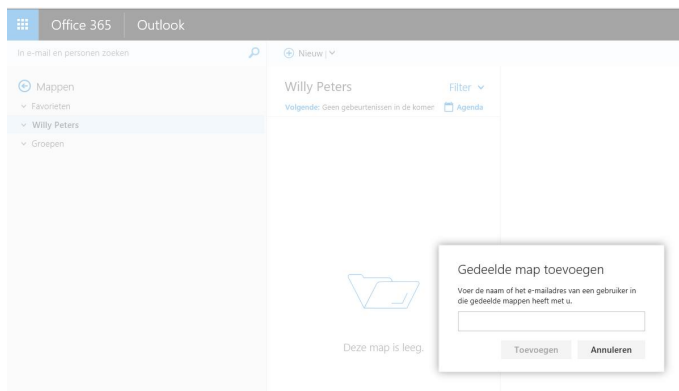 Office 365 Outlook
In e-mail en personen zoeken
Nieuw
Mappen
Favorieten
Willy Peters
Groepen
Willy Peters Filter
Volgende: Geen gebeurtenissen in de komer Agenda
Deze map is leeg.
Gedeelde map toevoegen
Voer de naam of het e-mailadres van een gebruiker in
die gedeelde mappen heeft met u.
Toevoegen Annuleren